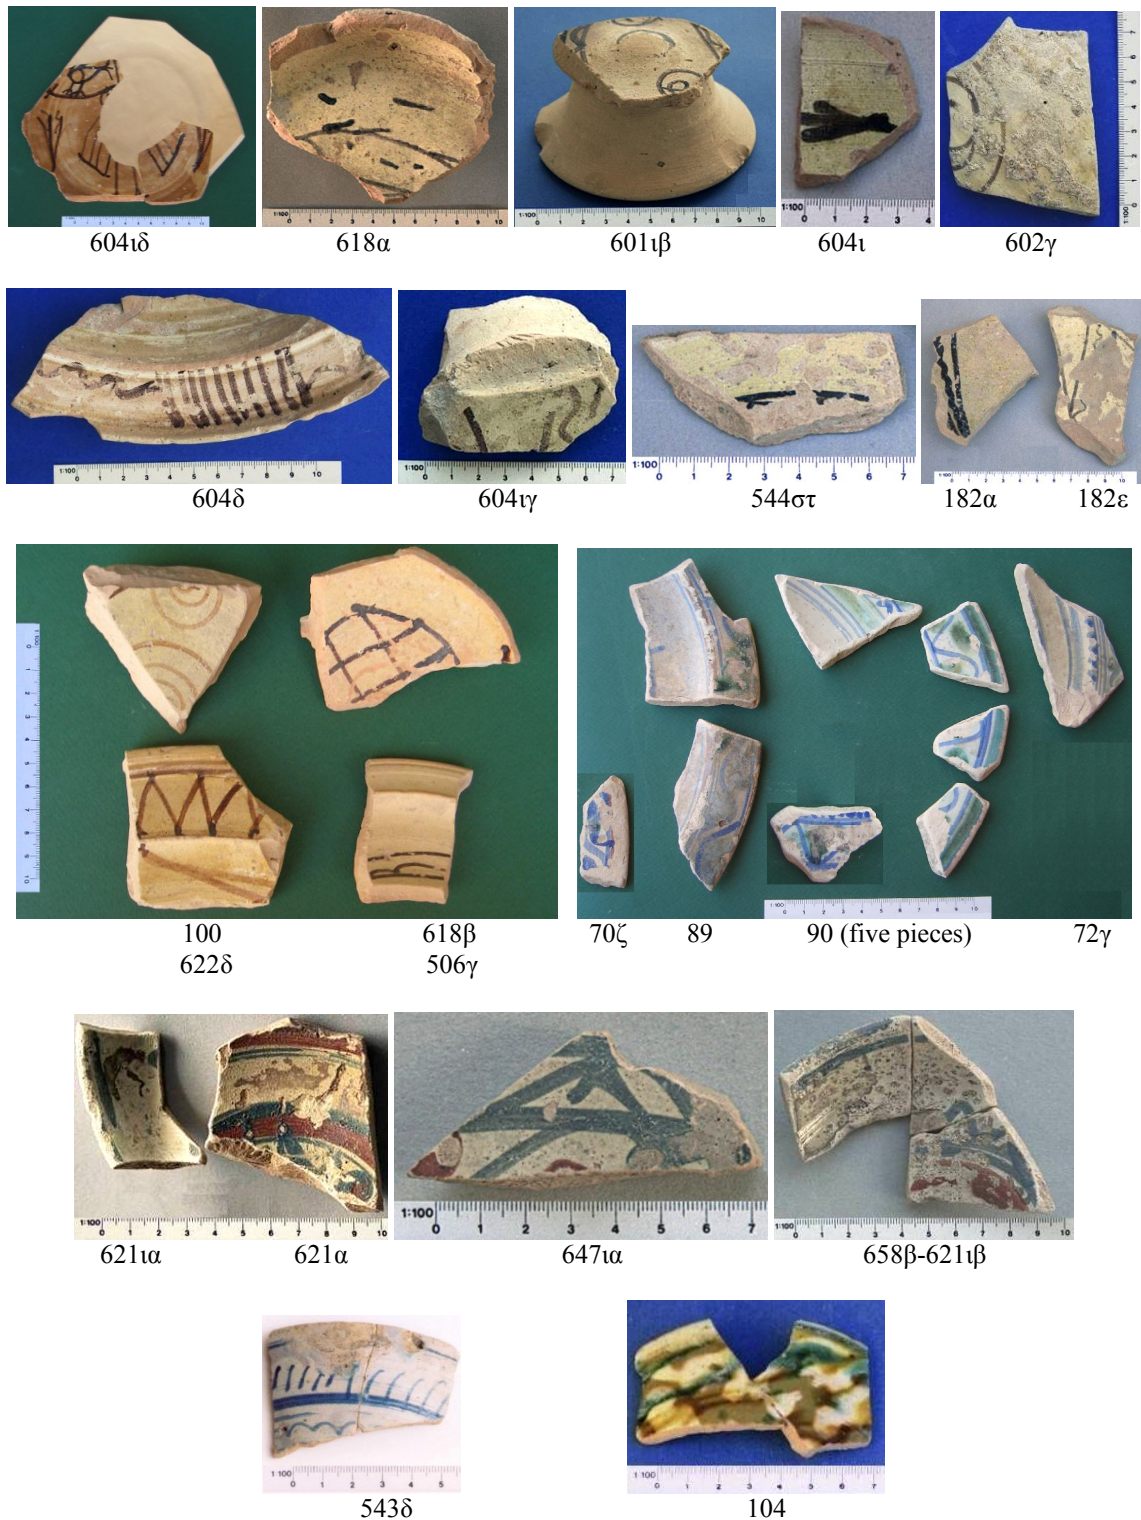 604ιδ 618α 601ιβ 604ι 602γ
604δ 604ιγ 544στ 182α 182ε
100 618β
622δ 506γ
70ζ 89 90 (five pieces) 72γ
621ια 621α 647ια 658β-621ιβ
543δ 104